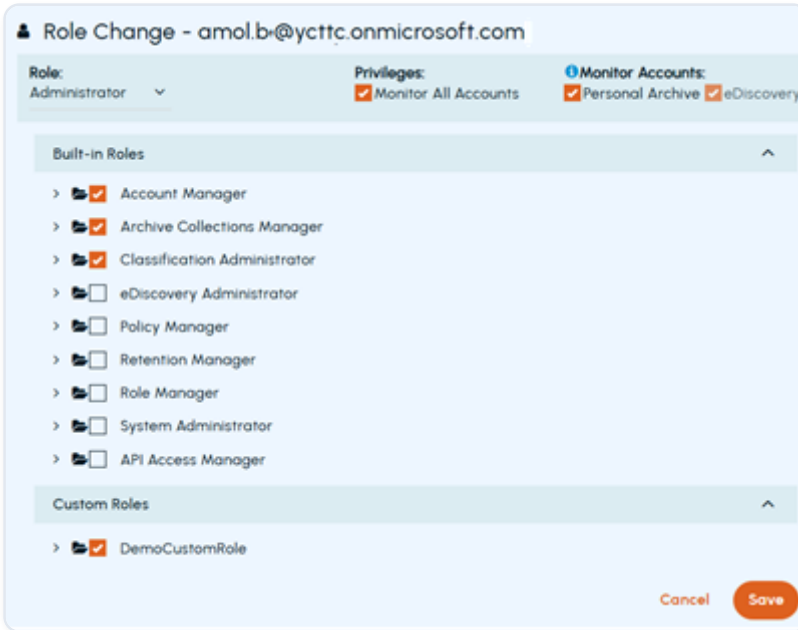 Role Change - amol.b@ycttc.onmicrosoft.com
Role: Privileges: Monitor Accounts:
Administrator Monitor All Accounts Personal Archive eDiscovery
Built-in Roles
Account Manager
Archive Collections Manager
Classification Administrator
eDiscovery Administrator
Policy Manager
Retention Manager
Role Manager
System Administrator
API Access Manager
Custom Roles
DemoCustomRole
Cancel Save